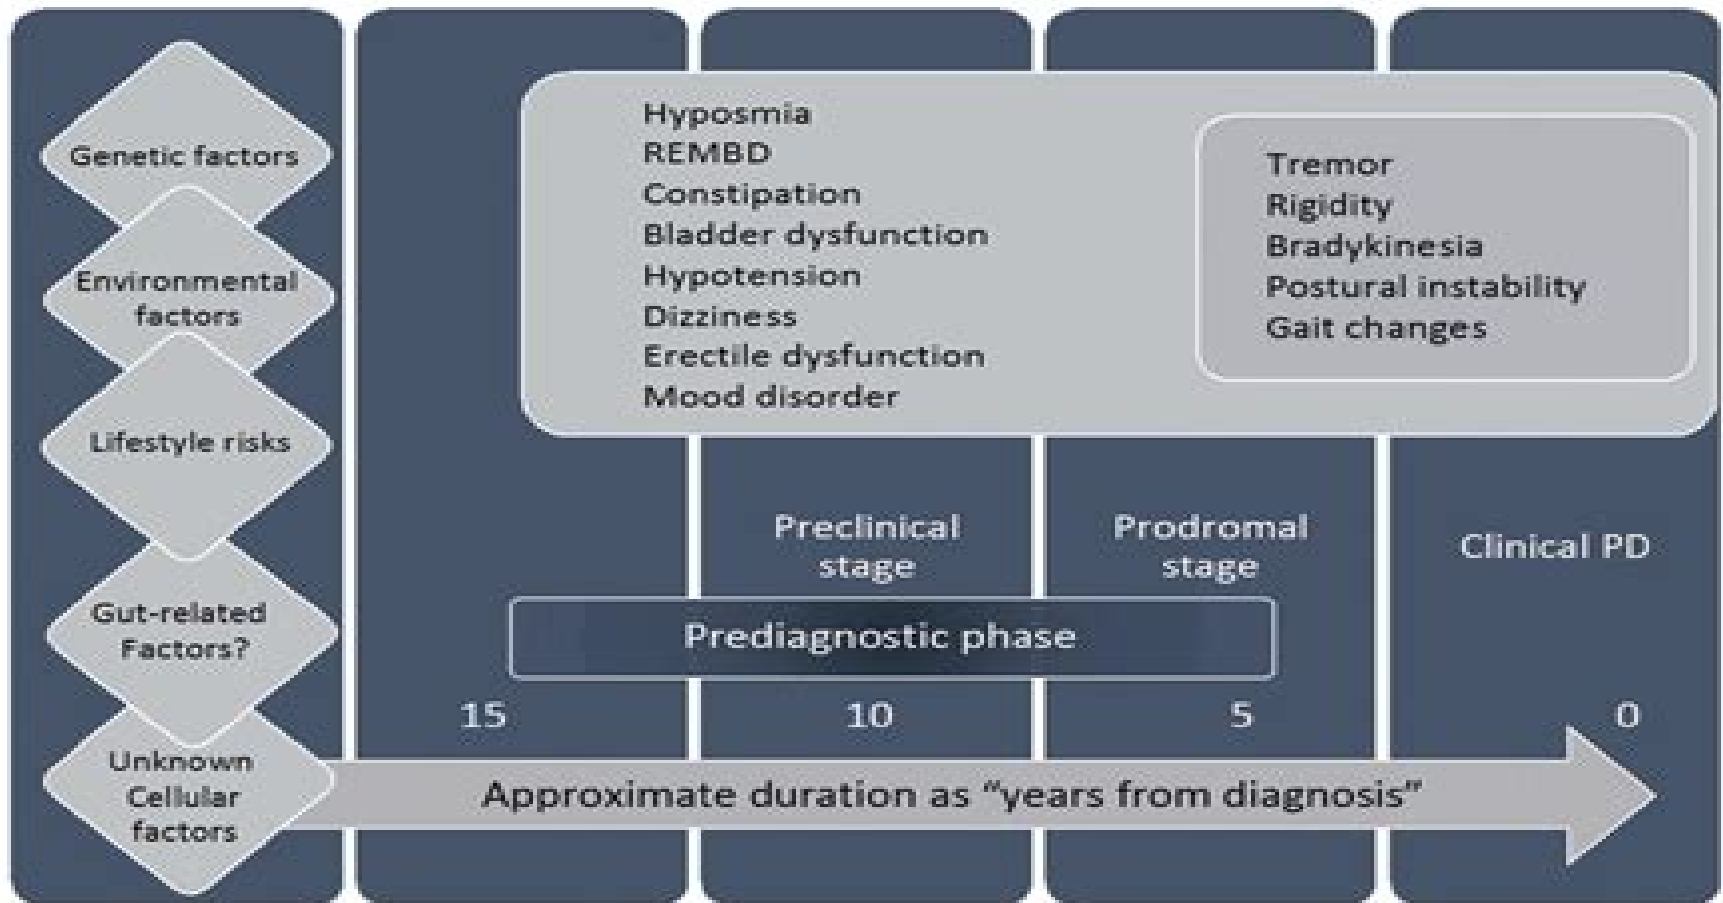 Genetic factors
Environmental
factors
Lifestyle risks
Gut-related
Factors?
Unknown
Cellular
factors
Hyposmia
REMBD
Constipation
Bladder dysfunction
Hypotension
Dizziness
Erectile dysfunction
Mood disorder
Tremor
Rigidity
Bradykinesia
Postural instability
Gait changes
Preclinical
stage
Prodromal
stage
Clinical PD
Prediagnostic phase
15 10 5 0
Approximate duration as “years from diagnosis”